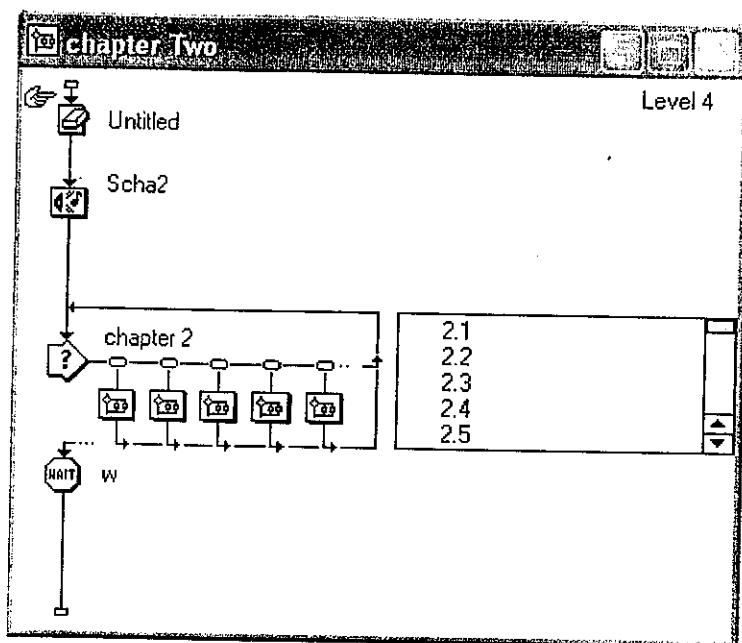 chapter Two
Level 4
Untitled
Scha2
chapter 2
?
2.1
2.2
2.3
2.4
2.5
WAIT
w